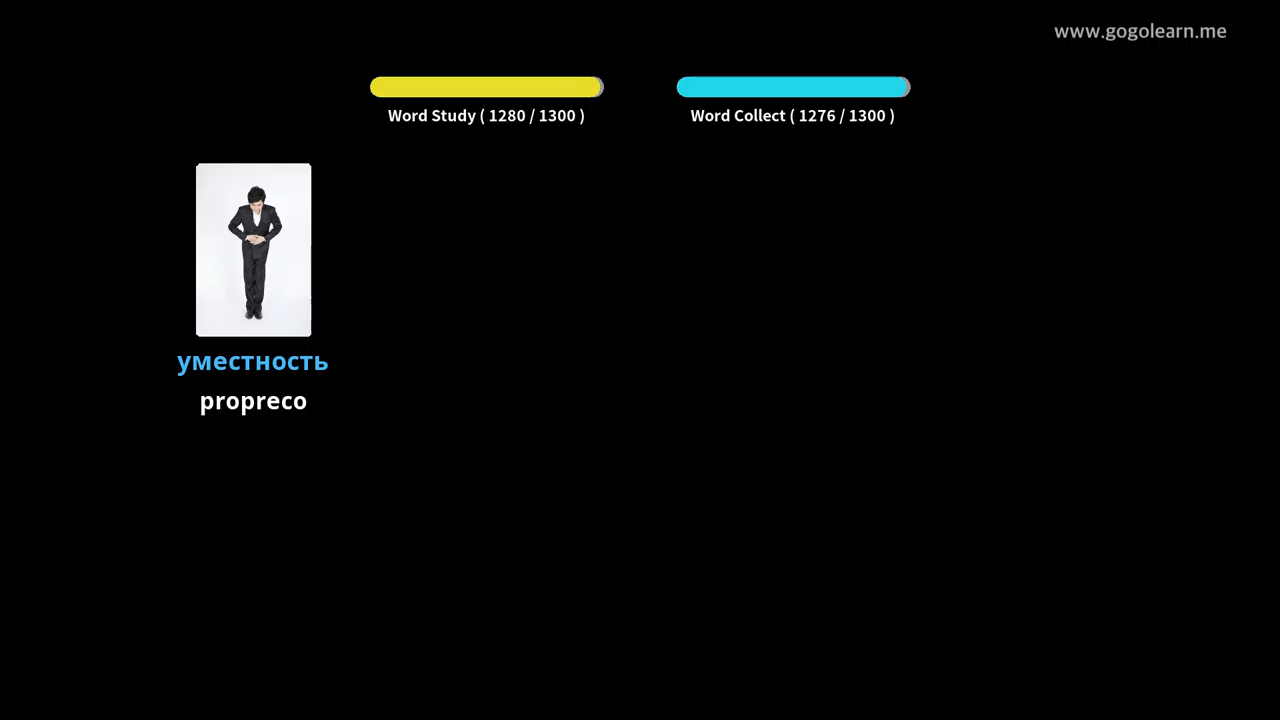 www.gogolearn.me
Word Study ( 1280 / 1300 )
Word Collect ( 1276 / 1300 )
уместность
propreco